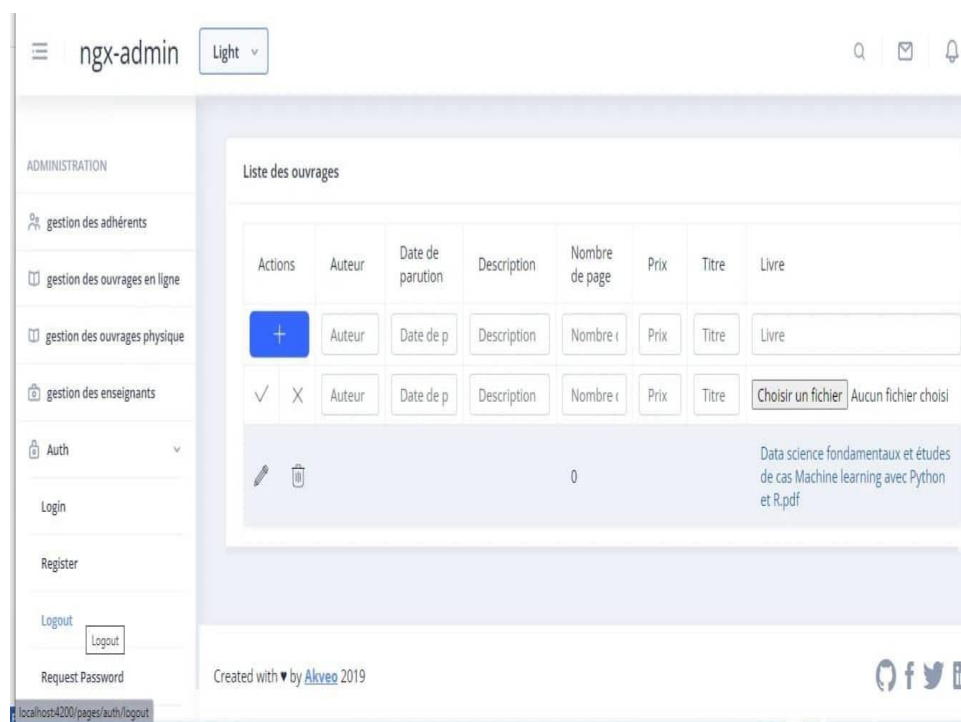 ngx-admin
Light
ADMINISTRATION
gestion des adhérents
gestion des ouvrages en ligne
gestion des ouvrages physique
gestion des enseignants
Auth
Login
Register
Logout
Logout
Request Password
localhost:4200/pages/auth/logout
Liste des ouvrages
Actions Auteur Date de parution Description Nombre de page Prix Titre Livre
Auteur Date de p Description Nombre Prix Titre Livre
Auteur Date de p Description Nombre Prix Titre Choisir un fichier Aucun fichier choisi
0
Data science fondamentaux et études
de cas Machine learning avec Python
et R.pdf
Created with ♥ by Akveo 2019